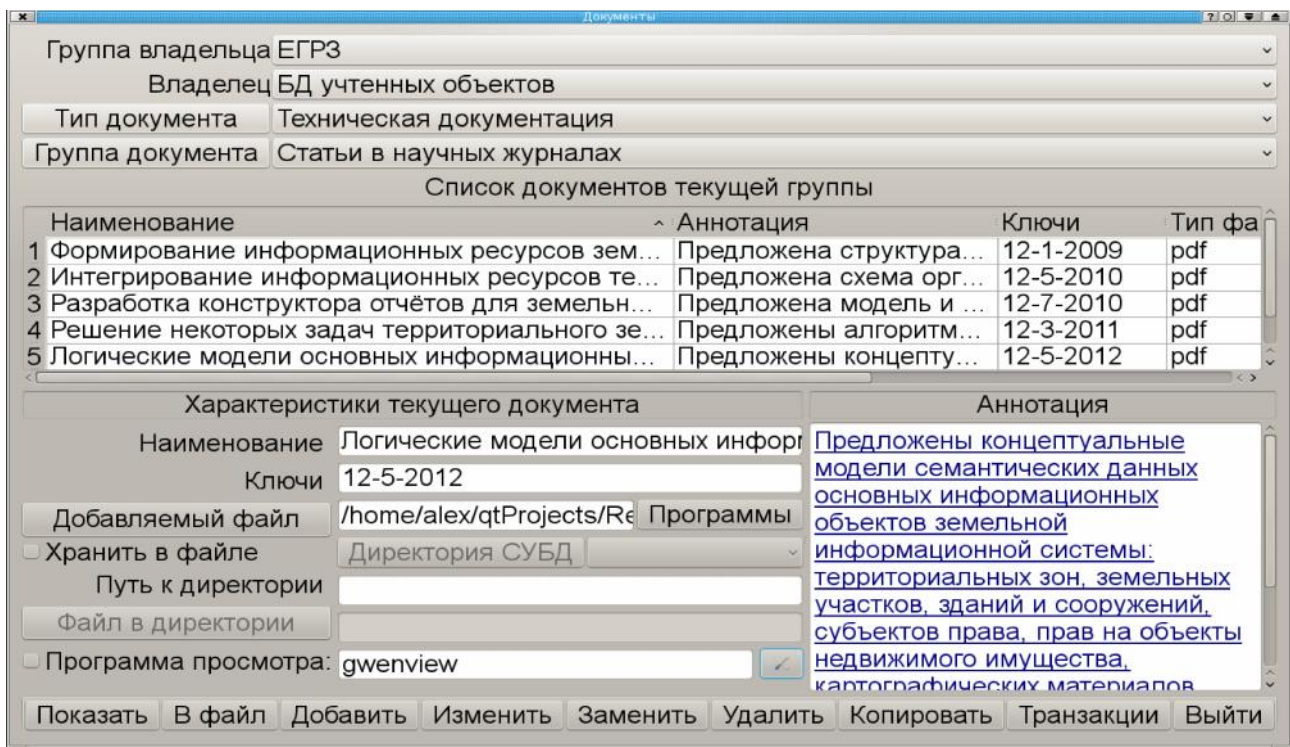 Документы
Группа владельца ЕГРЗ
Владелец БД учтенных объектов
Тип документа Техническая документация
Группа документа Статьи в научных журналах
Список документов текущей группы
Наименование Аннотация Ключи Тип фа
1 Формирование информационных ресурсов зем... Предложена структура... 12-1-2009 pdf
2 Интегрирование информационных ресурсов те... Предложена схема орг... 12-5-2010 pdf
3 Разработка конструктора отчётов для земельн... Предложена модель и ... 12-7-2010 pdf
4 Решение некоторых задач территориального зе... Предложены алгоритм... 12-3-2011 pdf
5 Логические модели основных информационны... Предложены концепту... 12-5-2012 pdf
Характеристики текущего документа
Наименование Логические модели основных инфор
Ключи 12-5-2012
Добавляемый файл /home/alex/qtProjects/Re Программы
Хранить в файле Директория СУБД
Путь к директории
Файл в директории
Программа просмотра: gwenview
Аннотация
Предложены концептуальные
модели семантических данных
основных информационных
объектов земельной
информационной системы:
территориальных зон, земельных
участков, зданий и сооружений,
субъектов права, прав на объекты
недвижимого имущества,
картографических материалов
Показать В файл Добавить Изменить Заменить Удалить Копировать Транзакции Выйти